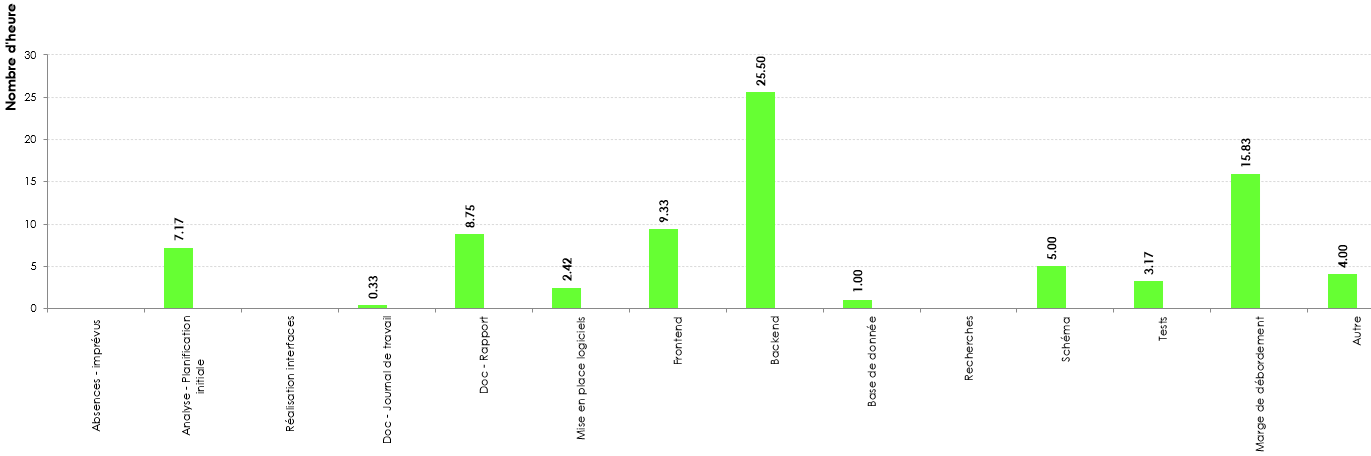 Nombre d'heure
30
25
20
15
10
5
0
7.17
0.33
8.75
2.42
9.33
25.50
1.00
5.00
3.17
15.83
4.00
Absences - imprévus
Analyse - Planification
initiale
Réalisation interfaces
Doc - Journal de travail
Doc - Rapport
Mise en place logiciels
Frontend
Backend
Base de donnée
Recherches
Schéma
Tests
Marge de débordement
Autre